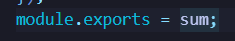 });
module.exports = sum;